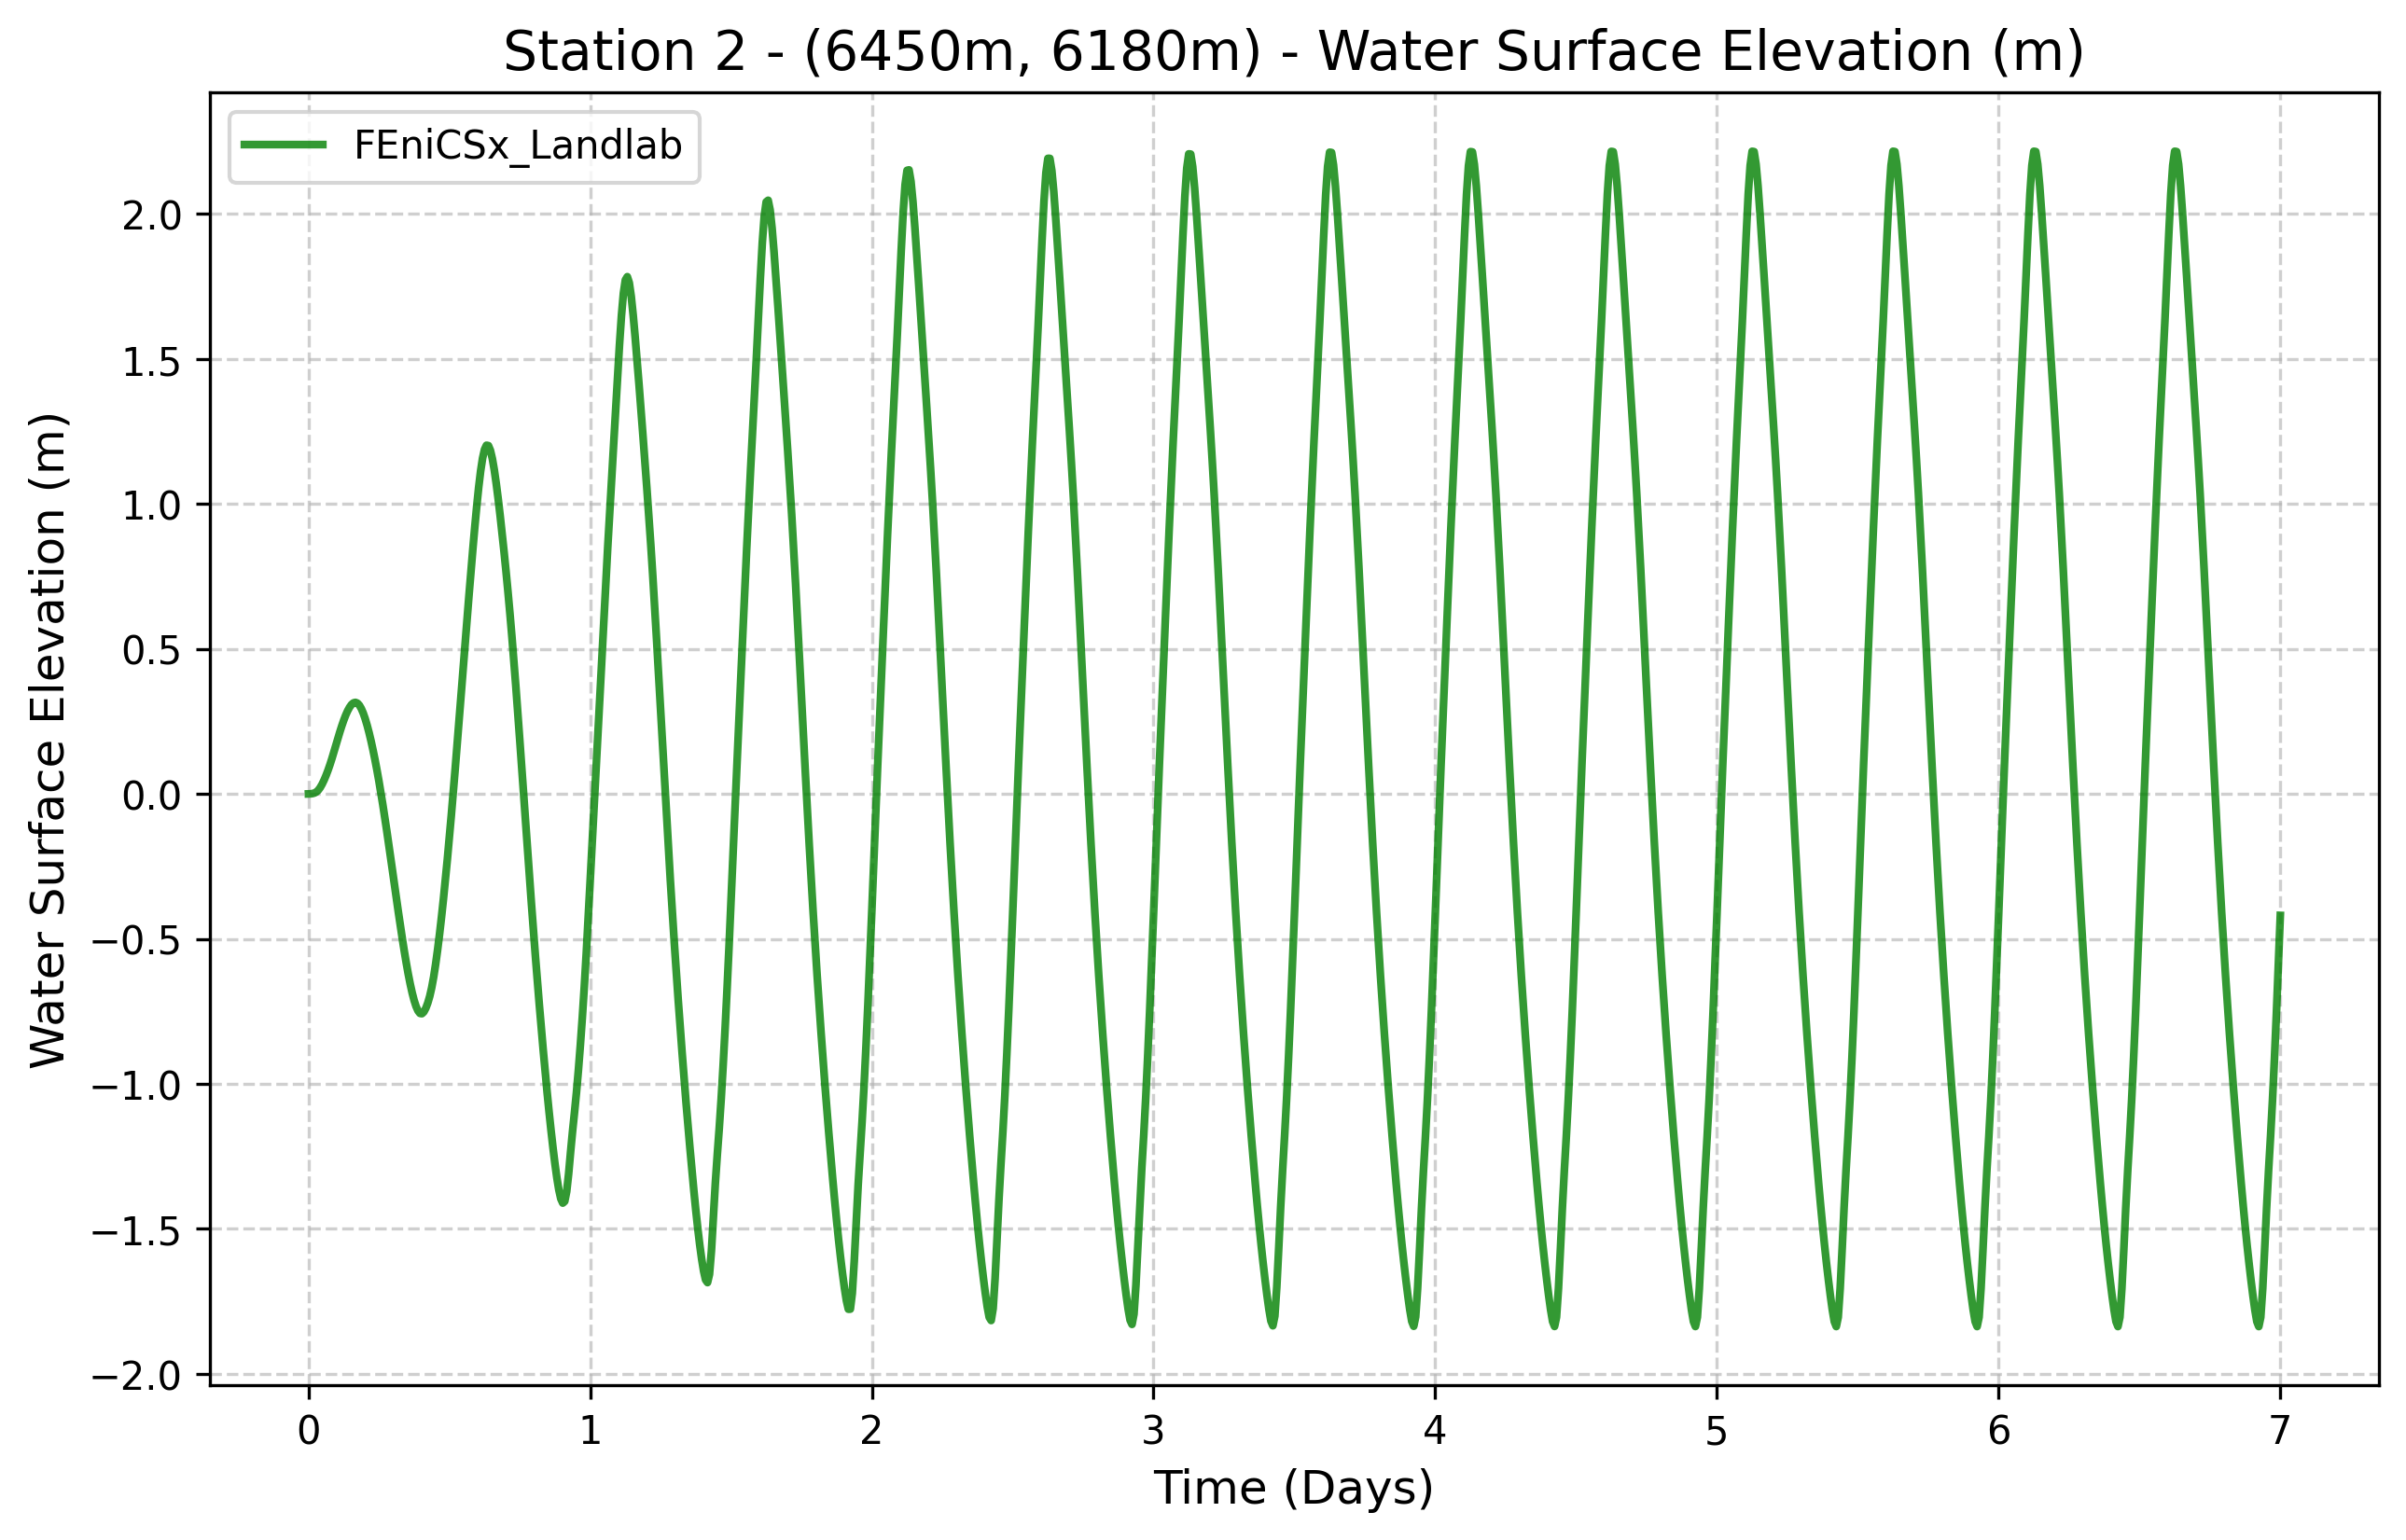 Station 2 - (6450m, 6180m) - Water Surface Elevation (m)
FEniCSx_Landlab
Water Surface Elevation (m)
2.0
1.5
1.0
0.5
0.0
−0.5
−1.0
−1.5
−2.0
0 1 2 3 4 5 6 7
Time (Days)